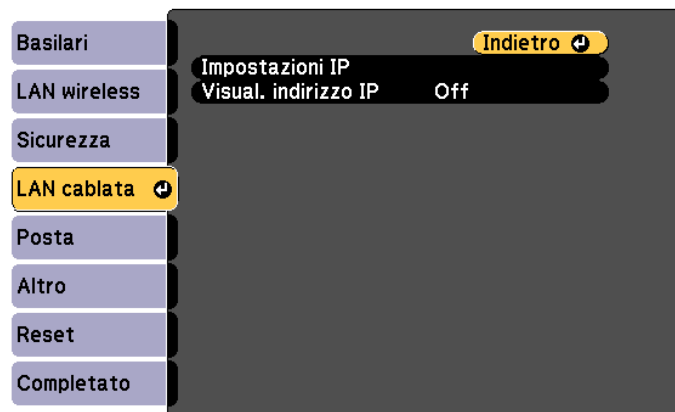 Basilari
LAN wireless
Sicurezza
LAN cablata
Posta
Altro
Reset
Completato
Indietro
Impostazioni IP
Visual. indirizzo IP Off